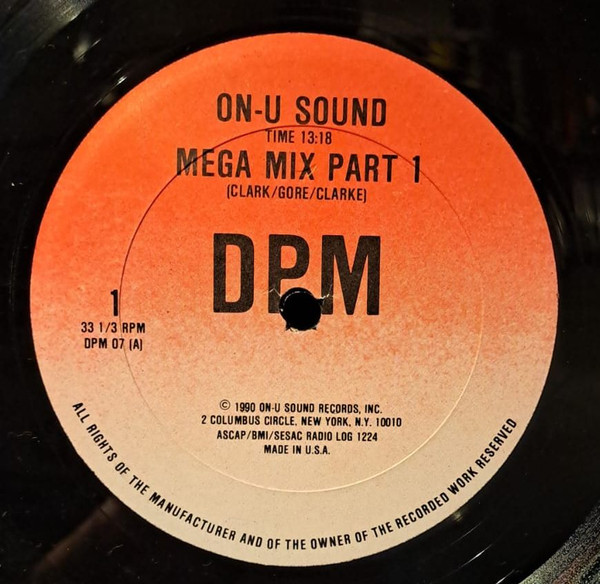 ON-U SOUND
TIME 13:18
MEGA MIX PART 1
(CLARK/GORE/CLARKE)
DPM
1
33 1/3 RPM
DPM 07 (A)
© 1990 ON-U SOUND RECORDS, INC.
2 COLUMBUS CIRCLE, NEW YORK, N.Y. 10010
ASCAP/BMI/SESAC RADIO LOG 1224
MADE IN U.S.A.
ALL RIGHTS OF THE MANUFACTURER AND OF THE OWNER OF THE RECORDED WORK RESERVED